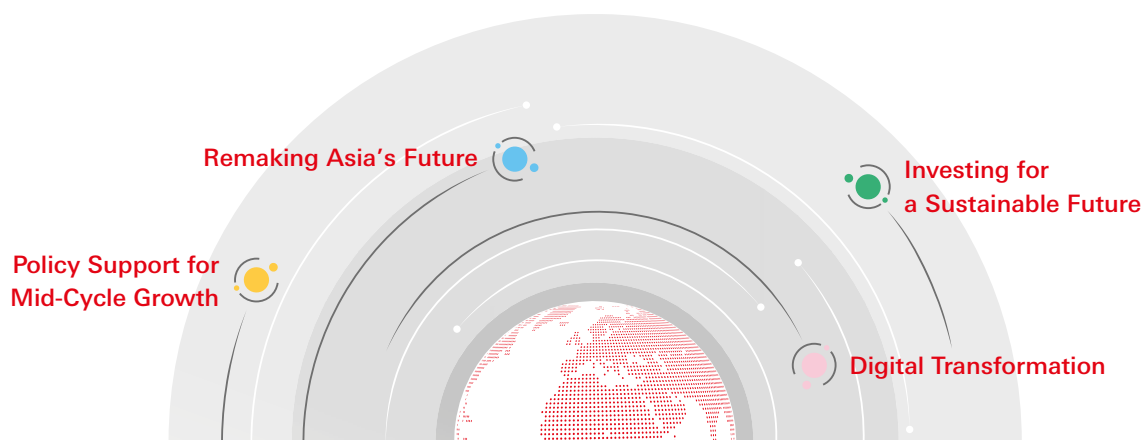 Remaking Asia's Future
Investing for
a Sustainable Future
Policy Support for
Mid-Cycle Growth
Digital Transformation